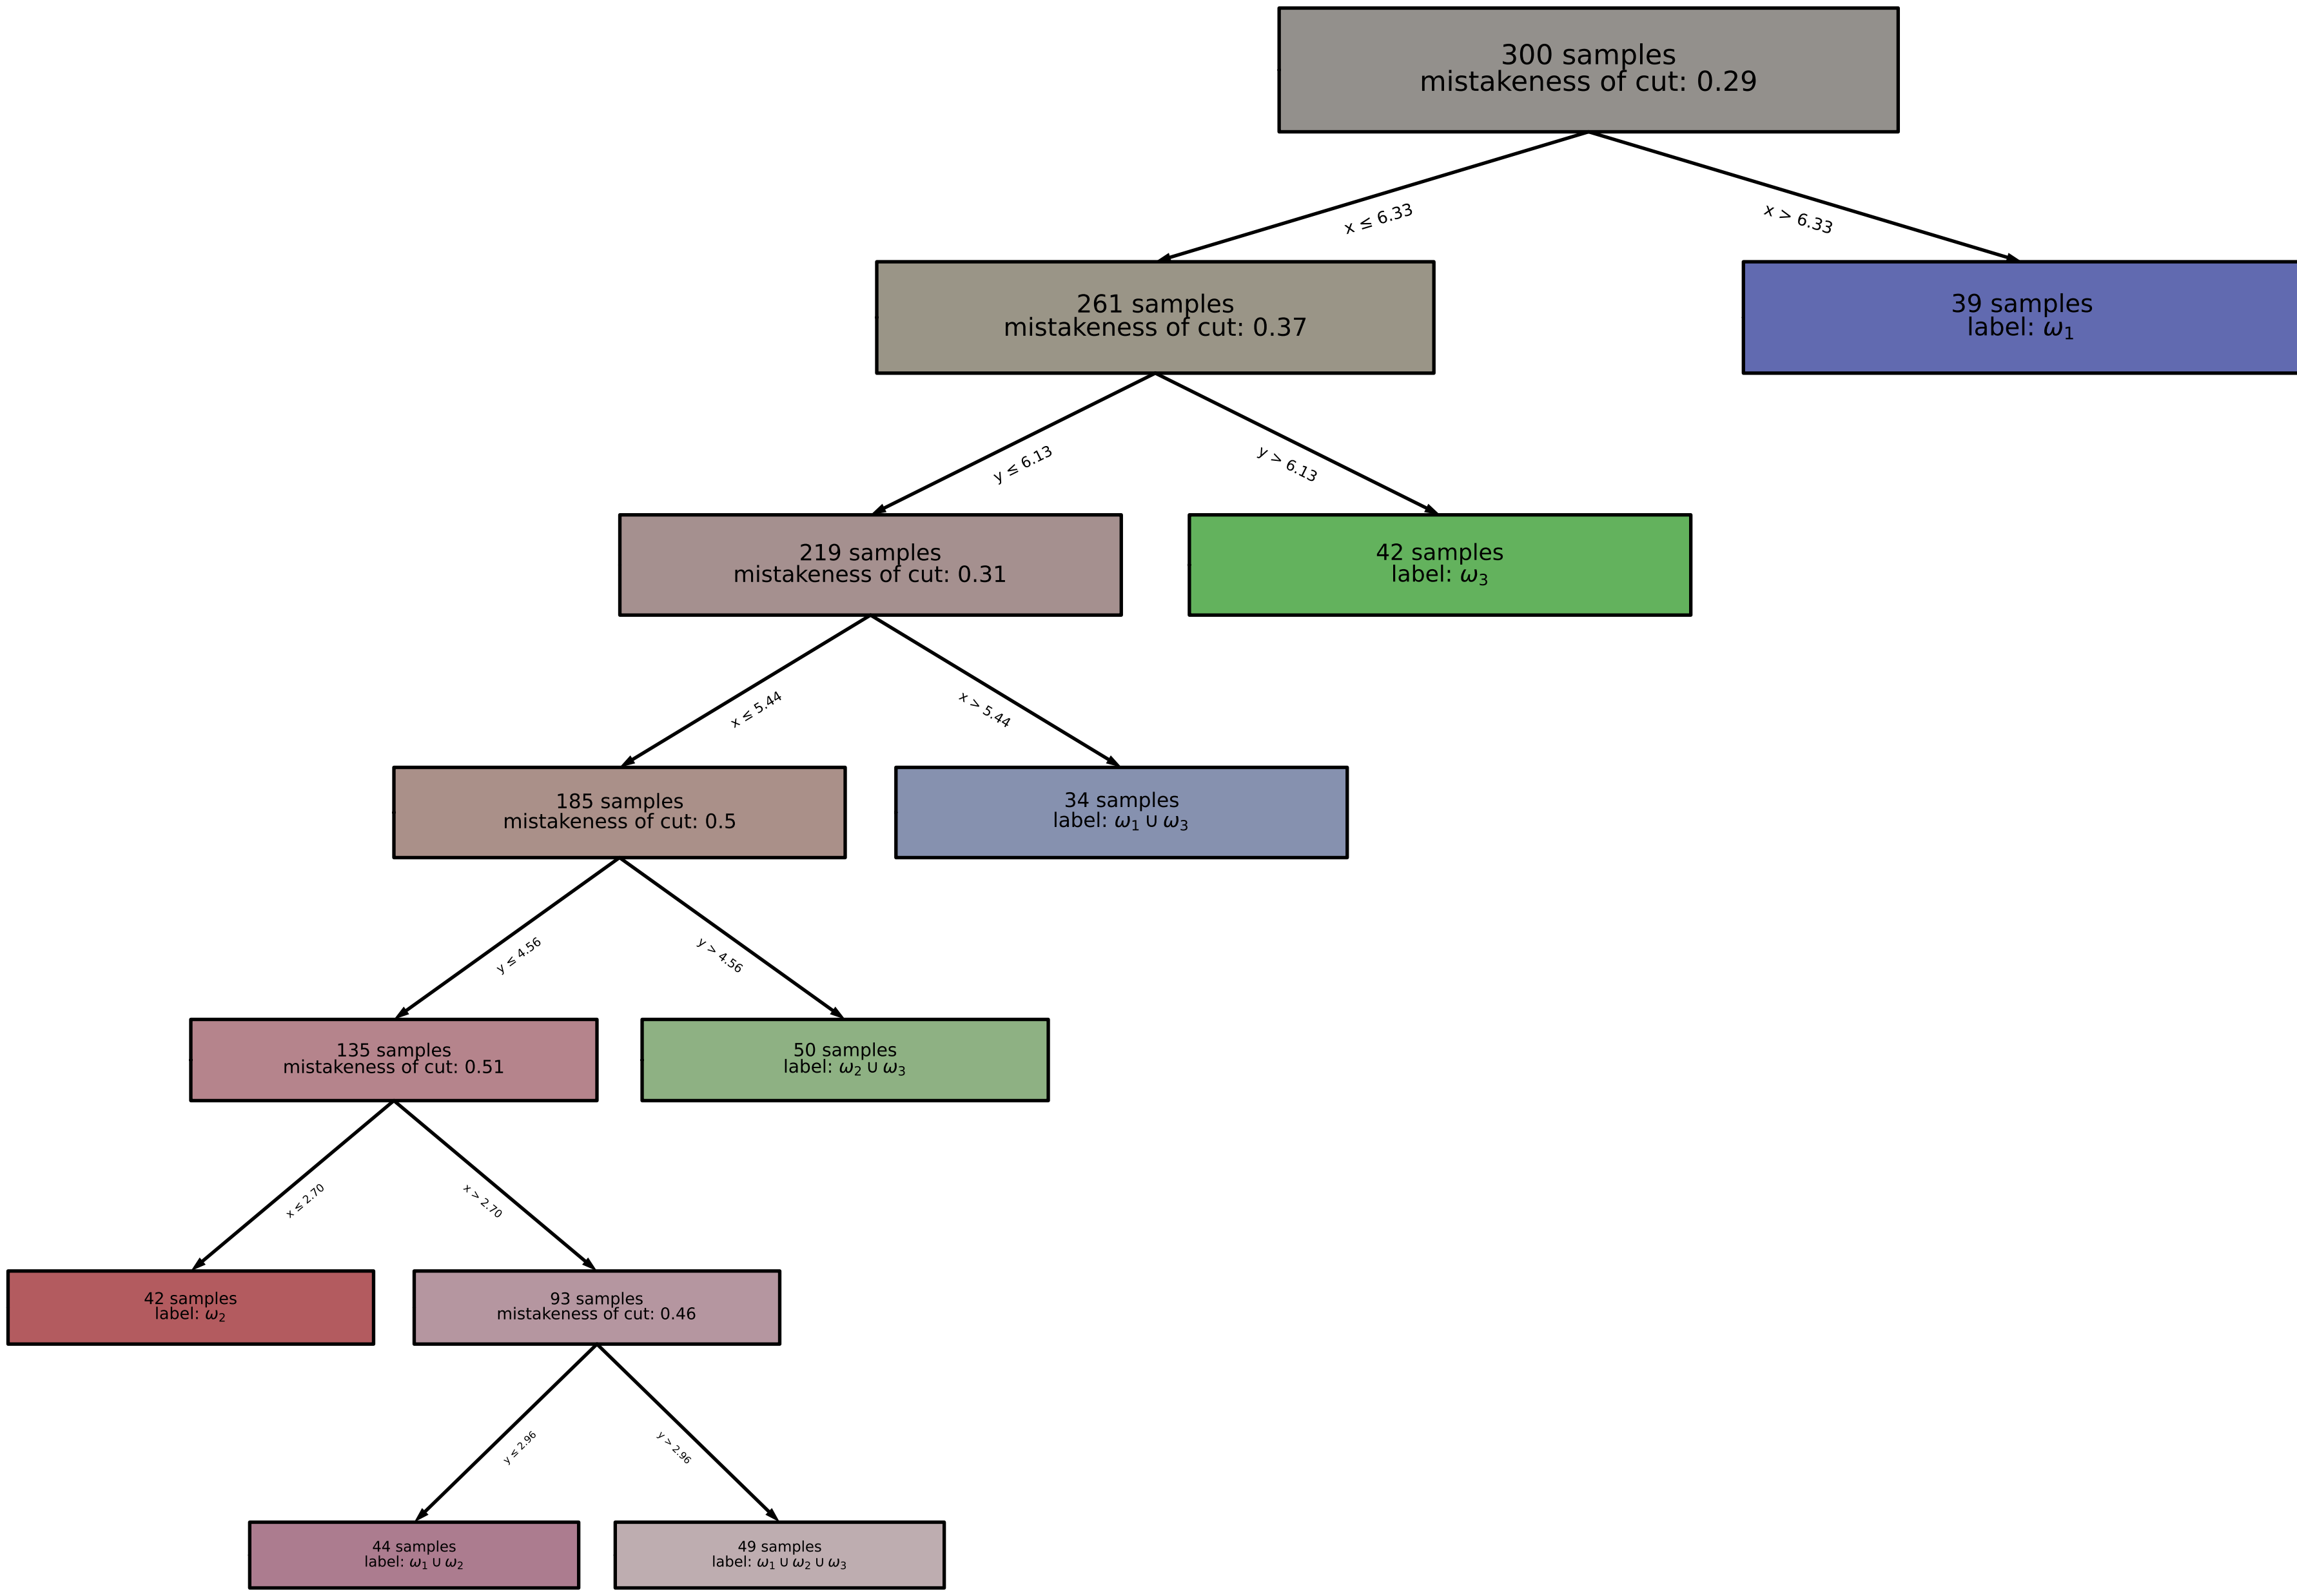 300 samples
mistakeness of cut: 0.29
x ≤ 6.33
x > 6.33
261 samples
mistakeness of cut: 0.37
39 samples
label: ω₁
y ≤ 6.13
y > 6.13
219 samples
mistakeness of cut: 0.31
42 samples
label: ω₃
x ≤ 5.44
x > 5.44
185 samples
mistakeness of cut: 0.5
34 samples
label: ω₁ ∪ ω₃
y ≤ 4.56
y > 4.56
135 samples
mistakeness of cut: 0.51
50 samples
label: ω₂ ∪ ω₃
x ≤ 2.70
x > 2.70
42 samples
label: ω₂
93 samples
mistakeness of cut: 0.46
y ≤ 2.96
y > 2.96
44 samples
label: ω₁ ∪ ω₂
49 samples
label: ω₁ ∪ ω₂ ∪ ω₃